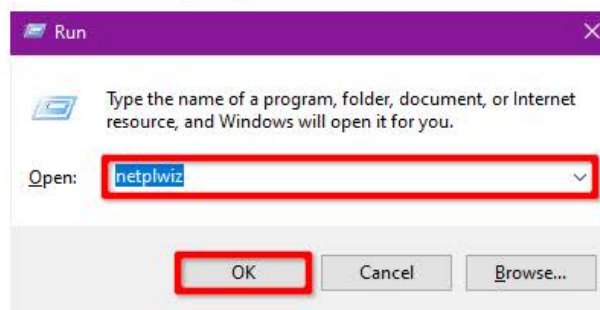 Run
Type the name of a program, folder, document, or Internet
resource, and Windows will open it for you.
Open: netplwiz
OK Cancel Browse...